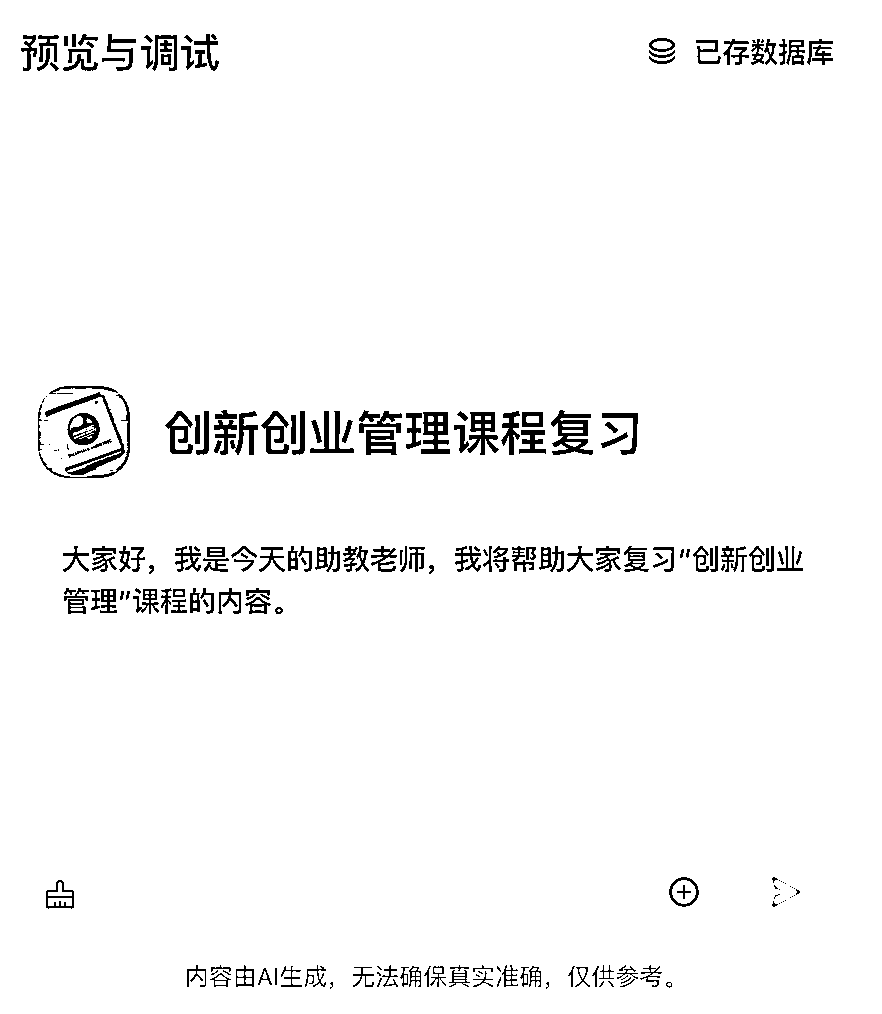 预览与调试
已存数据库
创新创业管理课程复习
大家好，我是今天的助教老师，我将帮助大家复习"创新创业
管理"课程的内容。
内容由AI生成，无法确保真实准确，仅供参考。